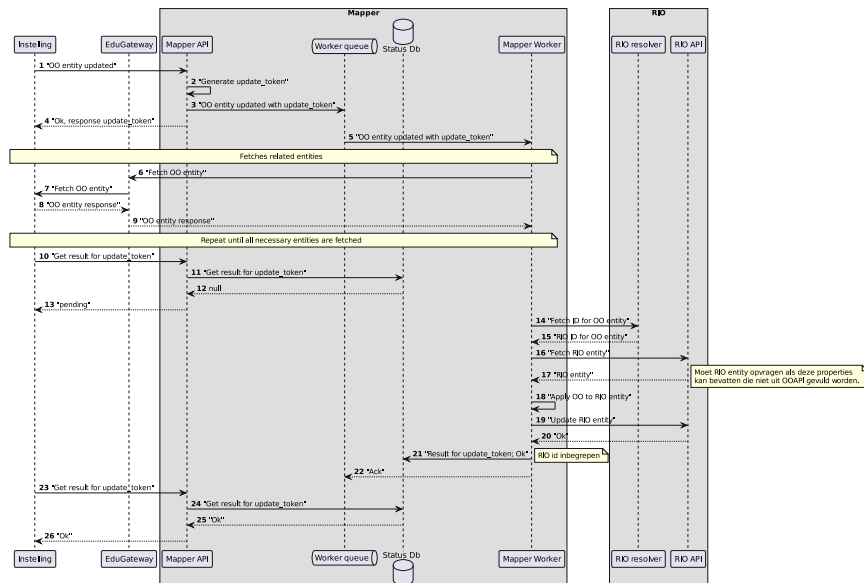 Mapper
RIO
Instelling
EduGateway
Mapper API
Worker queue
Status Db
Mapper Worker
RIO resolver
RIO API
1 "OO entity updated"
2 "Generate update_token"
3 "OO entity updated with update_token"
4 "Ok, response update_token"
5 "OO entity updated with update_token"
Fetches related entities
6 "Fetch OO entity"
7 "Fetch OO entity"
8 "OO entity response"
9 "OO entity response"
Repeat until all necessary entities are fetched
10 "Get result for update_token"
11 "Get result for update_token"
12 null
13 "pending"
14 "Fetch ID for OO entity"
15 "RIO ID for OO entity"
16 "Fetch RIO entity"
17 "RIO entity"
Moet RIO entity opvragen als deze properties
kan bevatten die niet uit OOAPI gevuld worden.
18 "Apply OO to RIO entity"
19 "Update RIO entity"
20 "Ok"
21 "Result for update_token; Ok"
RIO id inbegrepen
22 "Ack"
23 "Get result for update_token"
24 "Get result for update_token"
25 "Ok"
26 "Ok"
Instelling
EduGateway
Mapper API
Worker queue
Status Db
Mapper Worker
RIO resolver
RIO API